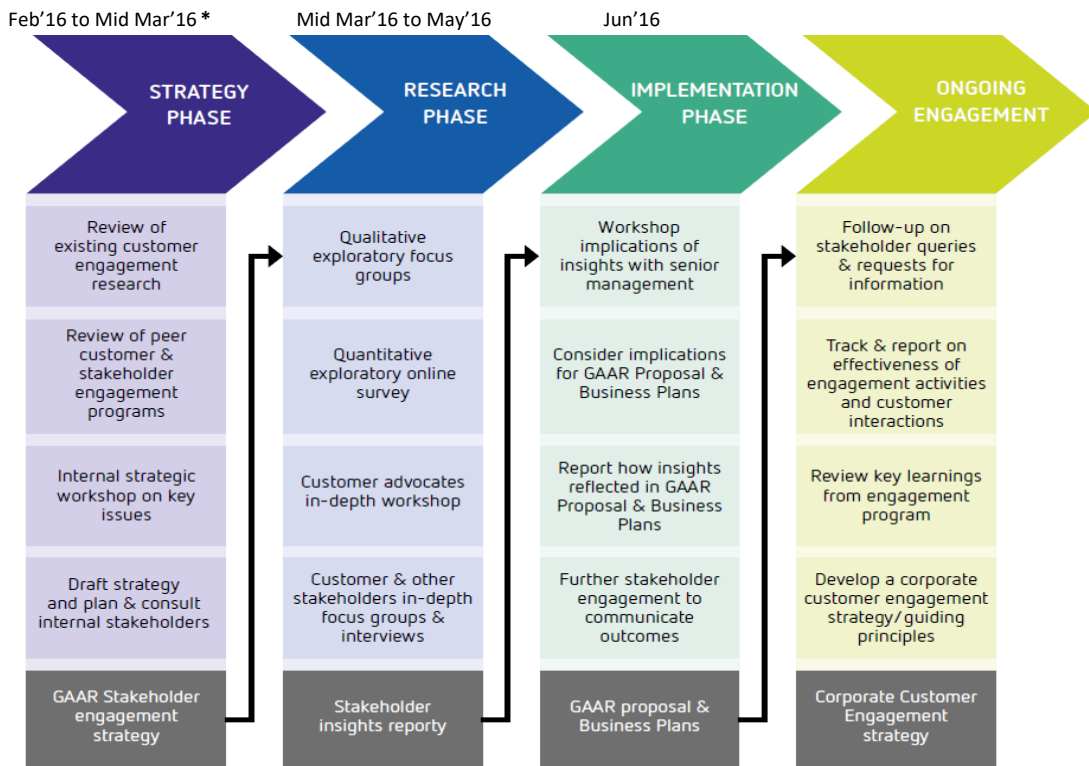 Feb'16 to Mid Mar'16 *
Mid Mar'16 to May'16
Jun'16
STRATEGY
PHASE
RESEARCH
PHASE
IMPLEMENTATION
PHASE
ONGOING
ENGAGEMENT
Review of
existing customer
engagement
research
Review of peer
customer &
stakeholder
engagement
programs
Internal strategic
workshop on key
issues
Draft strategy
and plan & consult
internal stakeholders
GAAR Stakeholder
engagement
strategy
Qualitative
exploratory focus
groups
Quantitative
exploratory online
survey
Customer advocates
in-depth workshop
Customer & other
stakeholders in-depth
focus groups &
interviews
Stakeholder
insights reporty
Workshop
implications of
insights with senior
management
Consider implications
for GAAR Proposal &
Business Plans
Report how insights
reflected in GAAR
Proposal & Business
Plans
Further stakeholder
engagement to
communicate
outcomes
GAAR proposal &
Business Plans
Follow-up on
stakeholder queries
& requests for
information
Track & report on
effectiveness of
engagement activities
and customer
interactions
Review key learnings
from engagement
program
Develop a corporate
customer engagement
strategy/guiding
principles
Corporate Customer
Engagement
strategy